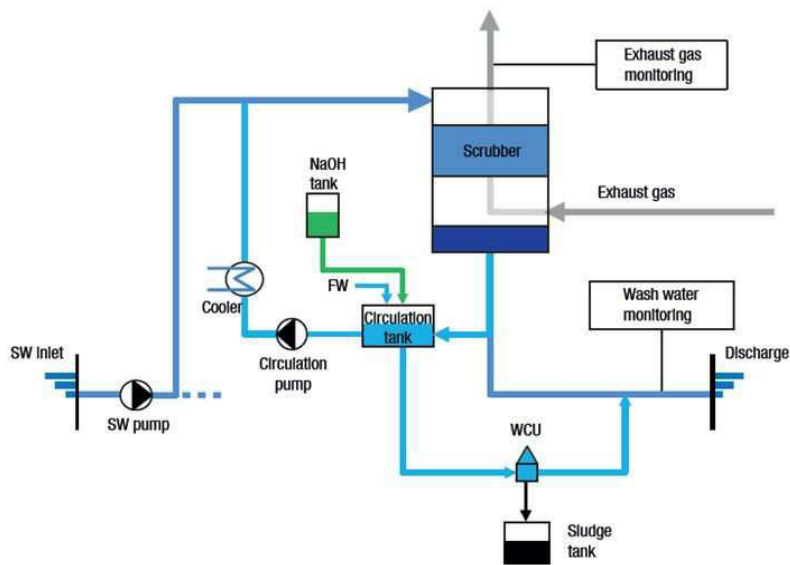 Exhaust gas
monitoring
Scrubber
NaOH
tank
Exhaust gas
FW
Cooler
Circulation
tank
Wash water
monitoring
SW inlet
Circulation
pump
Discharge
SW pump
WCU
Sludge
tank